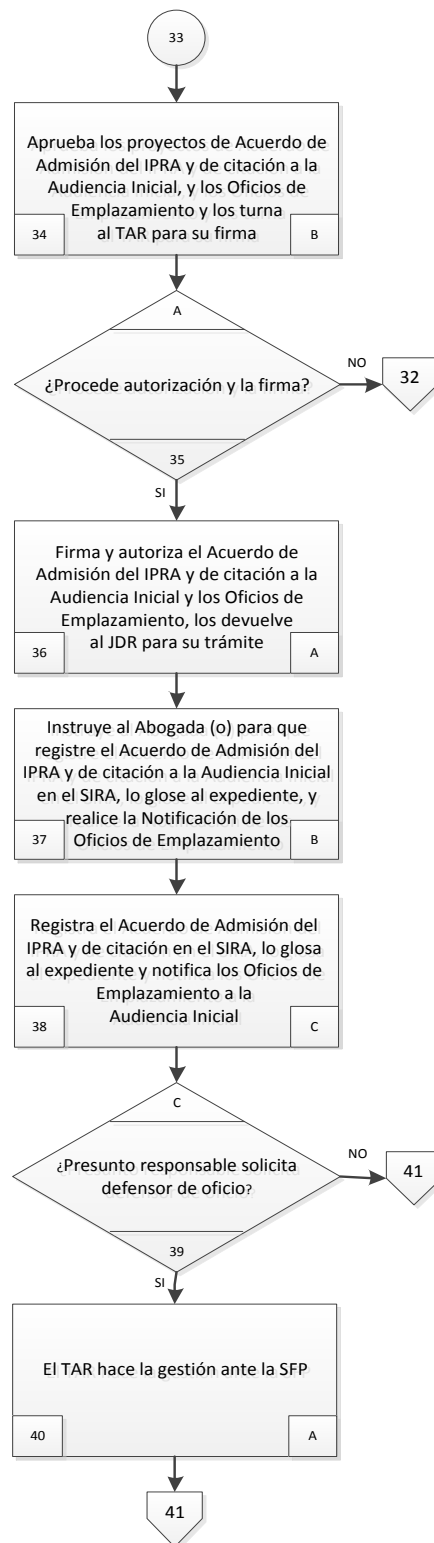 33
Aprueba los proyectos de Acuerdo de
Admisión del IPRA y de citación a la
Audiencia Inicial, y los Oficios de
Emplazamiento y los turna
al TAR para su firma
34
B
A
¿Procede autorización y la firma?
NO
32
35
SI
Firma y autoriza el Acuerdo de
Admisión del IPRA y de citación a la
Audiencia Inicial y los Oficios de
Emplazamiento, los devuelve
al JDR para su trámite
36
A
Instruye al Abogada (o) para que
registre el Acuerdo de Admisión del
IPRA y de citación a la Audiencia Inicial
en el SIRA, lo glose al expediente, y
realice la Notificación de los
Oficios de Emplazamiento
37
B
Registra el Acuerdo de Admisión del
IPRA y de citación en el SIRA, lo glosa
al expediente y notifica los Oficios de
Emplazamiento a la
Audiencia Inicial
38
C
C
¿Presunto responsable solicita
defensor de oficio?
NO
41
39
SI
El TAR hace la gestión ante la SFP
40
A
41